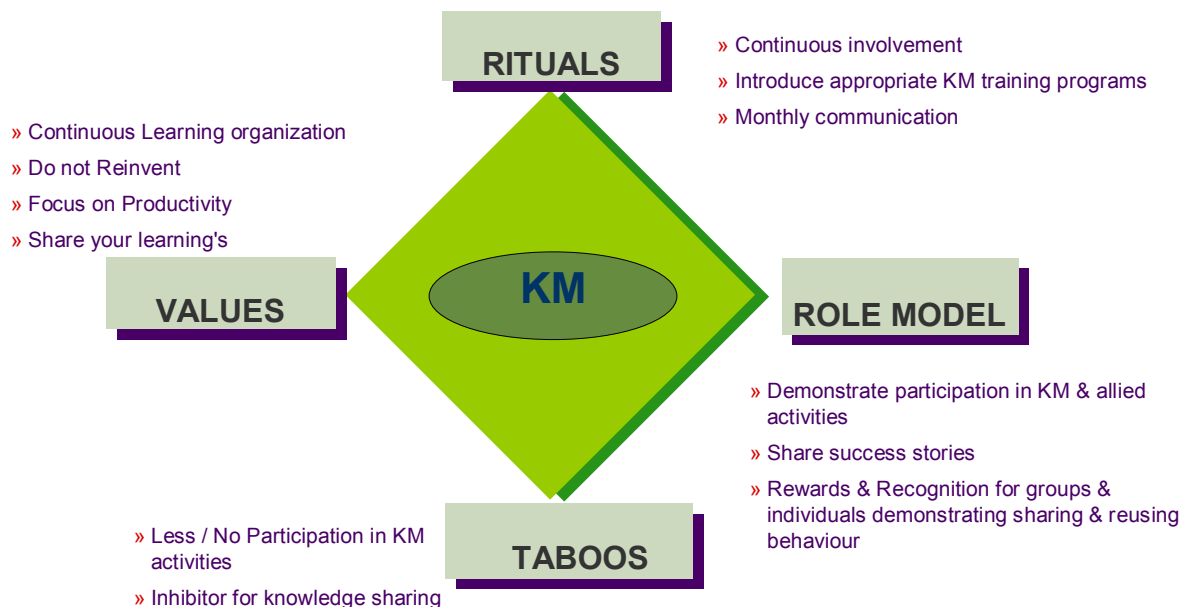 RITUALS
» Continuous involvement
» Introduce appropriate KM training programs
» Monthly communication
» Continuous Learning organization
» Do not Reinvent
» Focus on Productivity
» Share your learning's
VALUES
KM
ROLE MODEL
» Demonstrate participation in KM & allied
activities
» Share success stories
» Rewards & Recognition for groups &
individuals demonstrating sharing & reusing
behaviour
» Less / No Participation in KM
activities
» Inhibitor for knowledge sharing
TABOOS